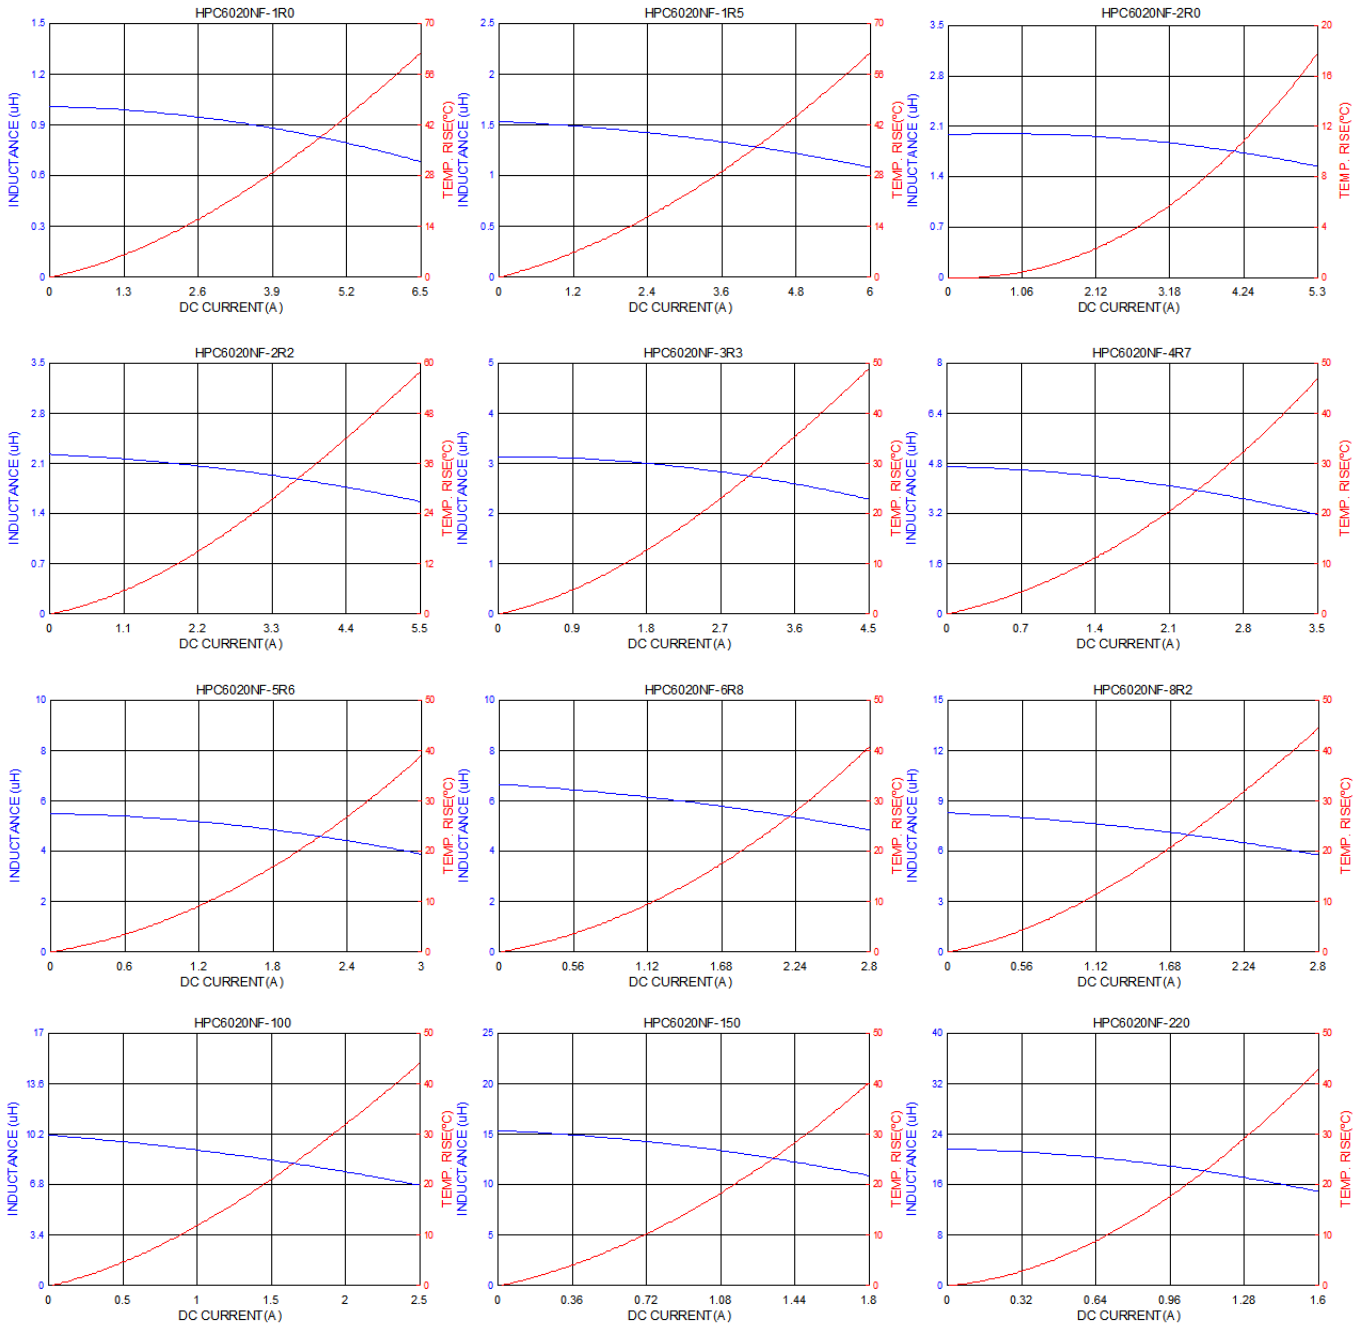 HPC6020NF-1R0
1.5
1.2
0.9
0.6
0.3
0
INDUCTANCE (uH)
70
56
42
28
14
0
TEMP. RISE(ºC)
0 1.3 2.6 3.9 5.2 6.5
DC CURRENT(A)
HPC6020NF-1R5
2.5
2
1.5
1
0.5
0
INDUCTANCE (uH)
70
56
42
28
14
0
TEMP. RISE(ºC)
0 1.2 2.4 3.6 4.8 6
DC CURRENT(A)
HPC6020NF-2R0
3.5
2.8
2.1
1.4
0.7
0
INDUCTANCE (uH)
20
16
12
8
4
0
TEMP. RISE(ºC)
0 1.06 2.12 3.18 4.24 5.3
DC CURRENT(A)
HPC6020NF-2R2
3.5
2.8
2.1
1.4
0.7
0
INDUCTANCE (uH)
60
48
36
24
12
0
TEMP. RISE(ºC)
0 1.1 2.2 3.3 4.4 5.5
DC CURRENT(A)
HPC6020NF-3R3
5
4
3
2
1
0
INDUCTANCE (uH)
50
40
30
20
10
0
TEMP. RISE(ºC)
0 0.9 1.8 2.7 3.6 4.5
DC CURRENT(A)
HPC6020NF-4R7
8
6.4
4.8
3.2
1.6
0
INDUCTANCE (uH)
50
40
30
20
10
0
TEMP. RISE(ºC)
0 0.7 1.4 2.1 2.8 3.5
DC CURRENT(A)
HPC6020NF-5R6
10
8
6
4
2
0
INDUCTANCE (uH)
50
40
30
20
10
0
TEMP. RISE(ºC)
0 0.6 1.2 1.8 2.4 3
DC CURRENT(A)
HPC6020NF-6R8
10
8
6
4
2
0
INDUCTANCE (uH)
50
40
30
20
10
0
TEMP. RISE(ºC)
0 0.56 1.12 1.68 2.24 2.8
DC CURRENT(A)
HPC6020NF-8R2
15
12
9
6
3
0
INDUCTANCE (uH)
50
40
30
20
10
0
TEMP. RISE(ºC)
0 0.56 1.12 1.68 2.24 2.8
DC CURRENT(A)
HPC6020NF-100
17
13.6
10.2
6.8
3.4
0
INDUCTANCE (uH)
50
40
30
20
10
0
TEMP. RISE(ºC)
0 0.5 1 1.5 2 2.5
DC CURRENT(A)
HPC6020NF-150
25
20
15
10
5
0
INDUCTANCE (uH)
50
40
30
20
10
0
TEMP. RISE(ºC)
0 0.36 0.72 1.08 1.44 1.8
DC CURRENT(A)
HPC6020NF-220
40
32
24
16
8
0
INDUCTANCE (uH)
50
40
30
20
10
0
TEMP. RISE(ºC)
0 0.32 0.64 0.96 1.28 1.6
DC CURRENT(A)